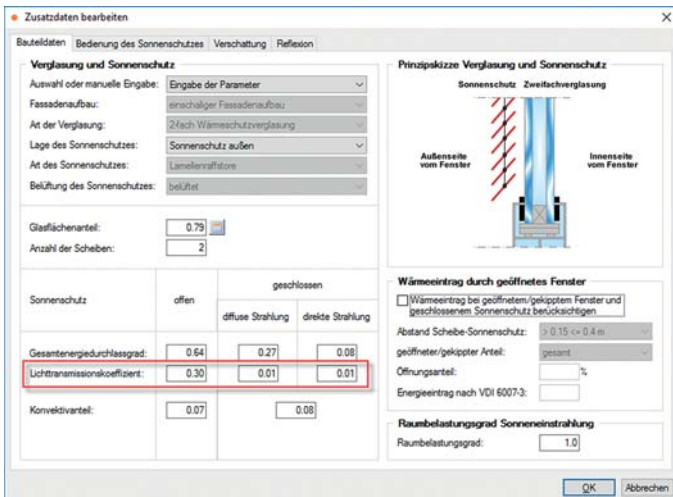 Zusatzdaten bearbeiten
Bauteildaten Bedienung des Sonnenschutzes Verschattung Reflexion
Verglasung und Sonnenschutz
Auswahl oder manuelle Eingabe: Eingabe der Parameter
Fassadenaufbau: einschaliger Fassadenaufbau
Art der Verglasung: 2-fach Wärmeschutzverglasung
Lage des Sonnenschutzes: Sonnenschutz außen
Art des Sonnenschutzes: Lamellenraffstore
Belüftung des Sonnenschutzes: belüftet
Glasflächenanteil: 0.79
Anzahl der Scheiben: 2
Sonnenschutz offen geschlossen
diffuse Strahlung direkte Strahlung
Gesamtenergiedurchlassgrad: 0.64 0.27 0.08
Lichttransmissionskoeffizient: 0.30 0.01 0.01
Konvektivanteil: 0.07 0.08
Prinzipskizze Verglasung und Sonnenschutz
Sonnenschutz Zweifachverglasung
Außenseite vom Fenster
Innenseite vom Fenster
Wärmeeintrag durch geöffnetes Fenster
Wärmeeintrag bei geöffnetem/gekipptem Fenster und
geschlossenem Sonnenschutz berücksichtigen
Abstand Scheibe-Sonnenschutz: > 0.15 <= 0.4 m
geöffneter/gekippter Anteil: gesamt
Öffnungsanteil: %
Energieeintrag nach VDI 6007-3:
Raumbelastungsgrad Sonneneinstrahlung
Raumbelastungsgrad: 1.0
OK Abbrechen